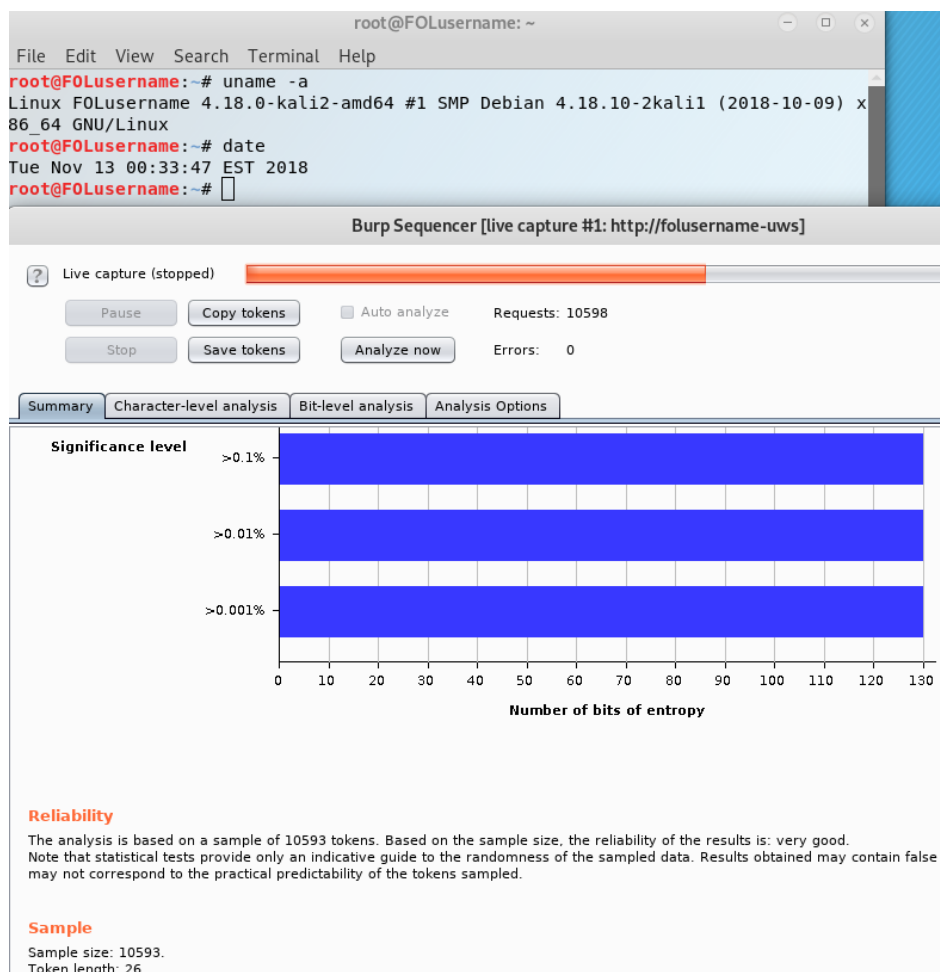 root@FOLusername: ~
File Edit View Search Terminal Help
root@FOLusername:~# uname -a
Linux FOLusername 4.18.0-kali2-amd64 #1 SMP Debian 4.18.10-2kali1 (2018-10-09) x
86_64 GNU/Linux
root@FOLusername:~# date
Tue Nov 13 00:33:47 EST 2018
root@FOLusername:~#
Burp Sequencer [live capture #1: http://folusername-uws]
? Live capture (stopped)
Pause Copy tokens Auto analyze Requests: 10598
Stop Save tokens Analyze now Errors: 0
Summary Character-level analysis Bit-level analysis Analysis Options
Significance level
>0.1%
>0.01%
>0.001%
0 10 20 30 40 50 60 70 80 90 100 110 120 130
Number of bits of entropy
Reliability
The analysis is based on a sample of 10593 tokens. Based on the sample size, the reliability of the results is: very good.
Note that statistical tests provide only an indicative guide to the randomness of the sampled data. Results obtained may contain false
may not correspond to the practical predictability of the tokens sampled.
Sample
Sample size: 10593.
Token length: 26